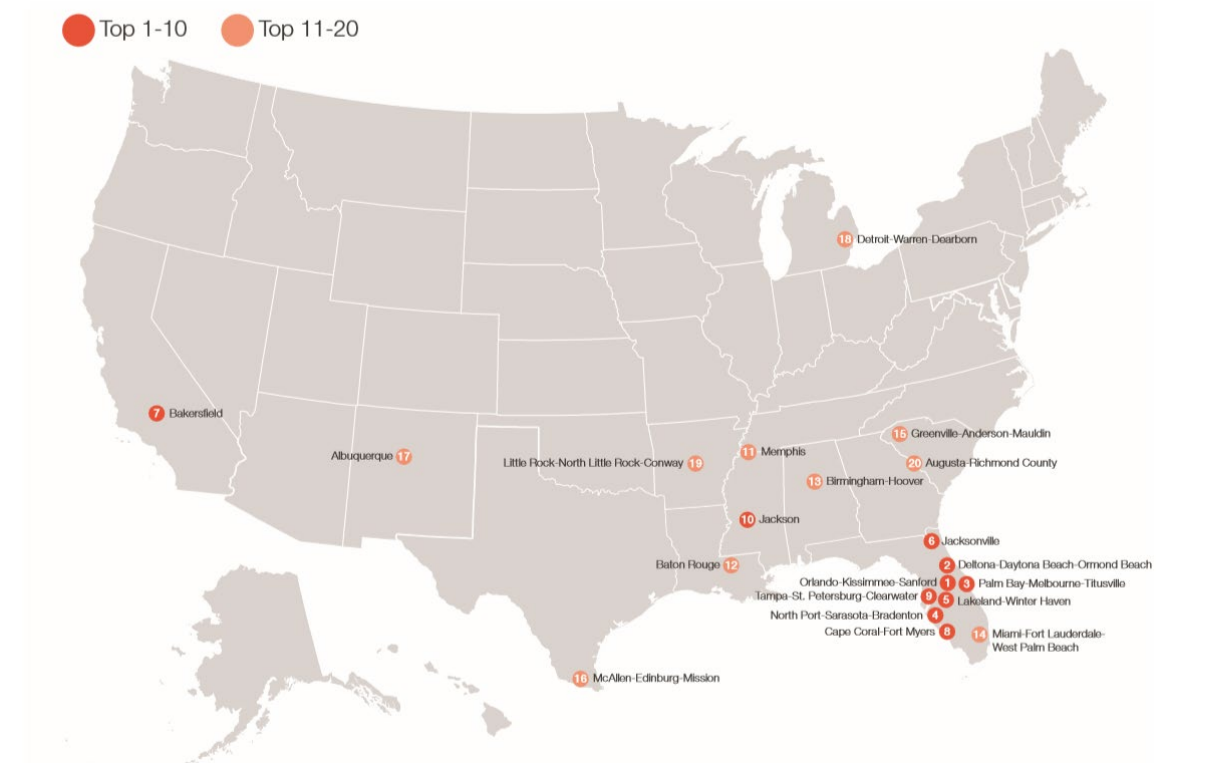 Top 1-10 Top 11-20
18 Detroit-Warren-Dearborn
7 Bakersfield
15 Greenville-Anderson-Mauldin
Albuquerque 17
11 Memphis
Little Rock-North Little Rock-Conway 19
20 Augusta-Richmond County
13 Birmingham-Hoover
10 Jackson
6 Jacksonville
Baton Rouge 12
2 Deltona-Daytona Beach-Ormond Beach
Orlando-Kissimmee-Sanford 1
3 Palm Bay-Melbourne-Titusville
Tampa-St. Petersburg-Clearwater 9
5 Lakeland-Winter Haven
North Port-Sarasota-Bradenton 4
Cape Coral-Fort Myers 8
14 Miami-Fort Lauderdale-
West Palm Beach
16 McAllen-Edinburg-Mission